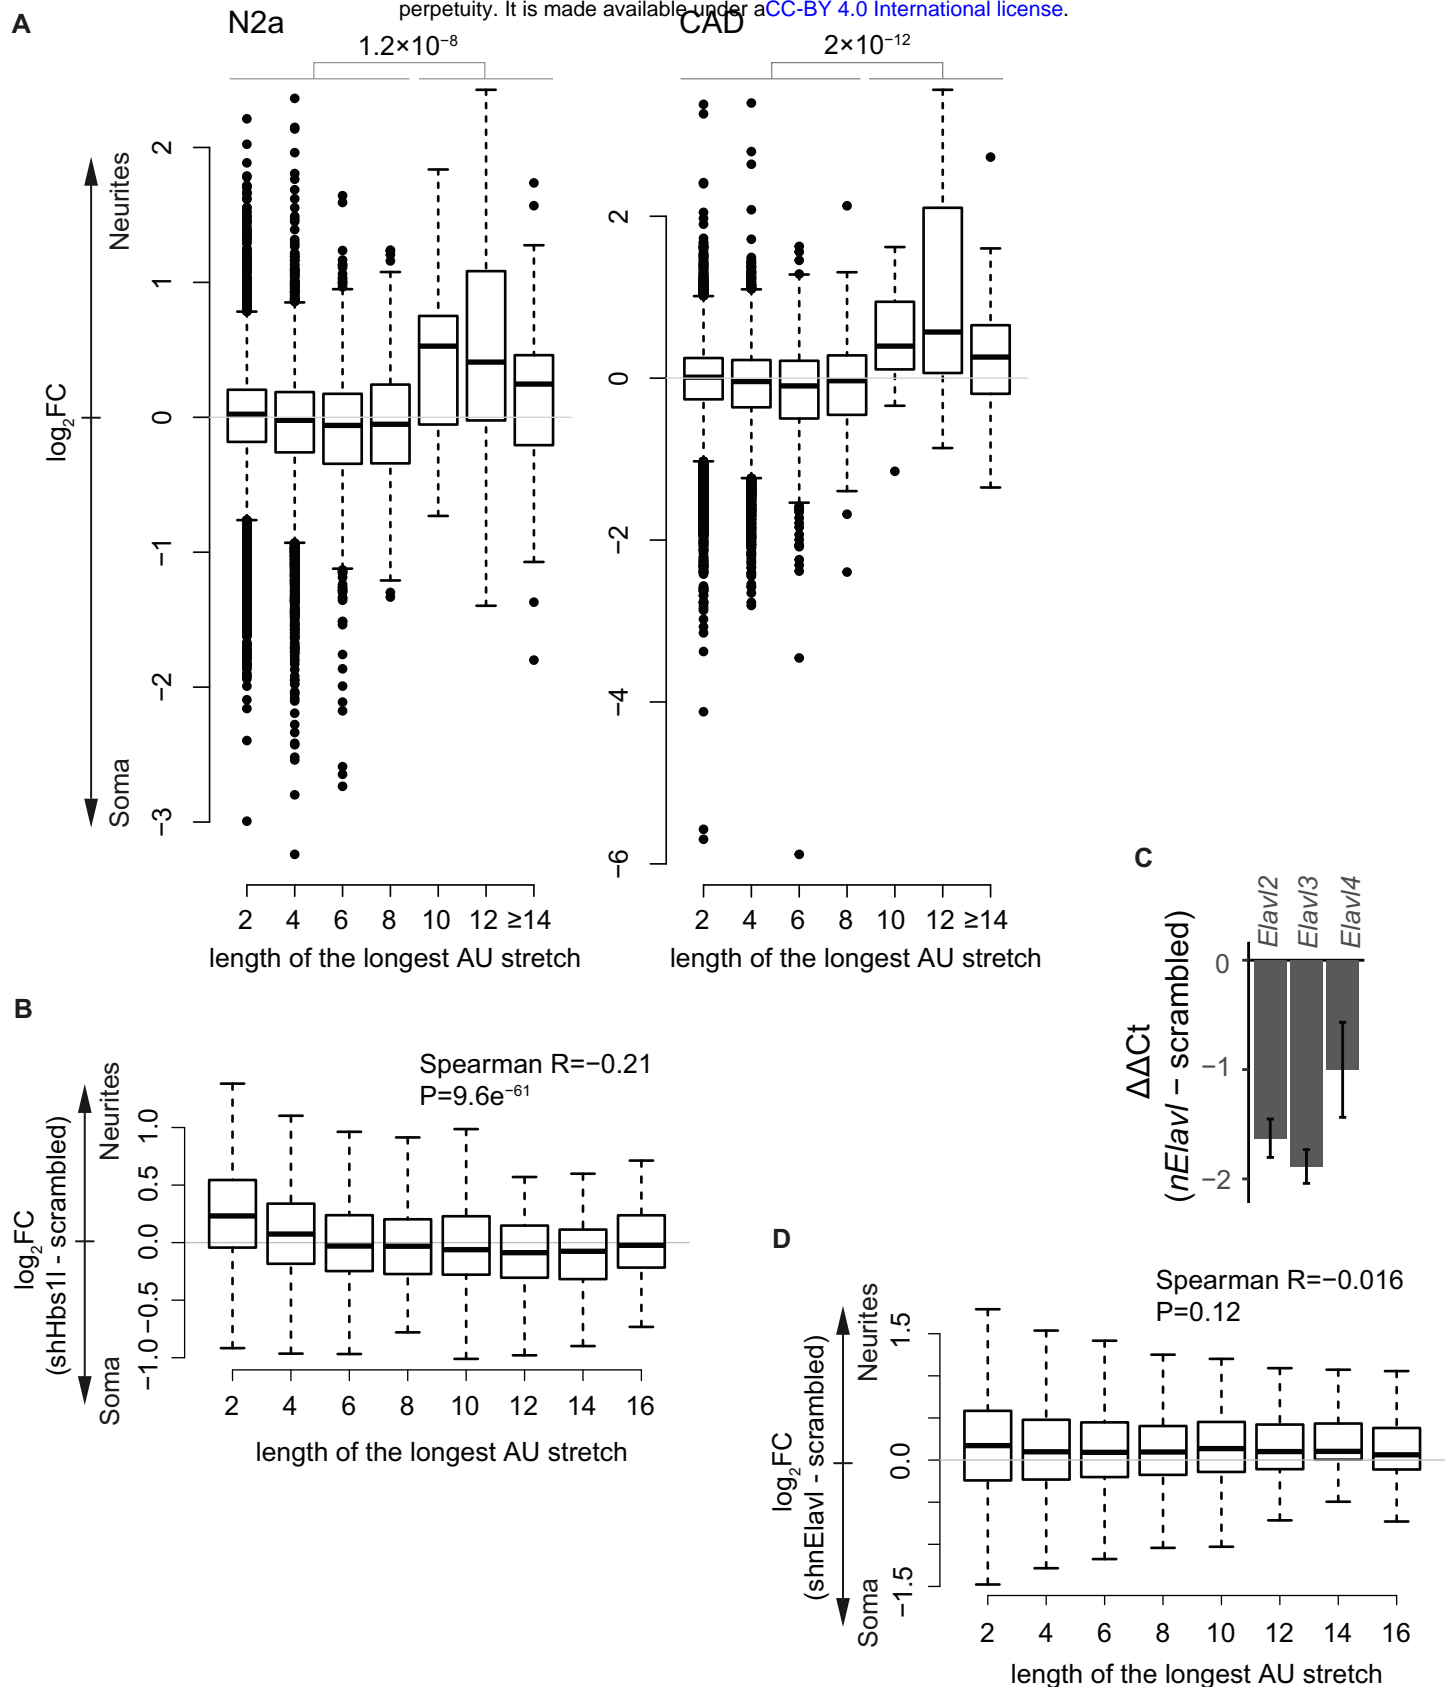 perpetuity. It is made available under aCC-BY 4.0 International license.
A
N2a
1.2×10⁻⁸
Neurites
log₂FC
Soma
2
1
0
−1
−2
−3
2 4 6 8 10 12 ≥14
length of the longest AU stretch
CAD
2×10⁻¹²
2
0
−2
−4
−6
2 4 6 8 10 12 ≥14
length of the longest AU stretch
B
Spearman R=−0.21
P=9.6e⁻⁶¹
log₂FC
(shHbs1l - scrambled)
Neurites
Soma
1.0
0.5
0.0
−0.5
−1.0
2 4 6 8 10 12 14 16
length of the longest AU stretch
C
Elavl2
Elavl3
Elavl4
ΔΔCt
(nElavl − scrambled)
0
−1
−2
D
Spearman R=−0.016
P=0.12
log₂FC
(shnElavl - scrambled)
Neurites
Soma
1.5
0.0
−1.5
2 4 6 8 10 12 14 16
length of the longest AU stretch